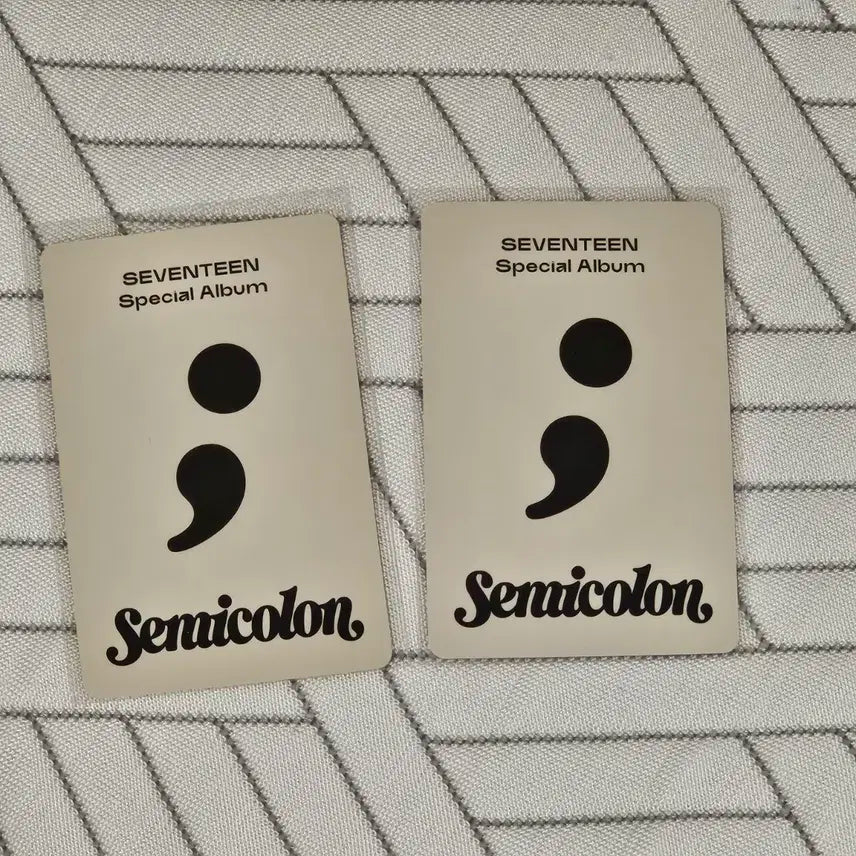 SEVENTEEN
Special Album
;
Semicolon
SEVENTEEN
Special Album
;
Semicolon